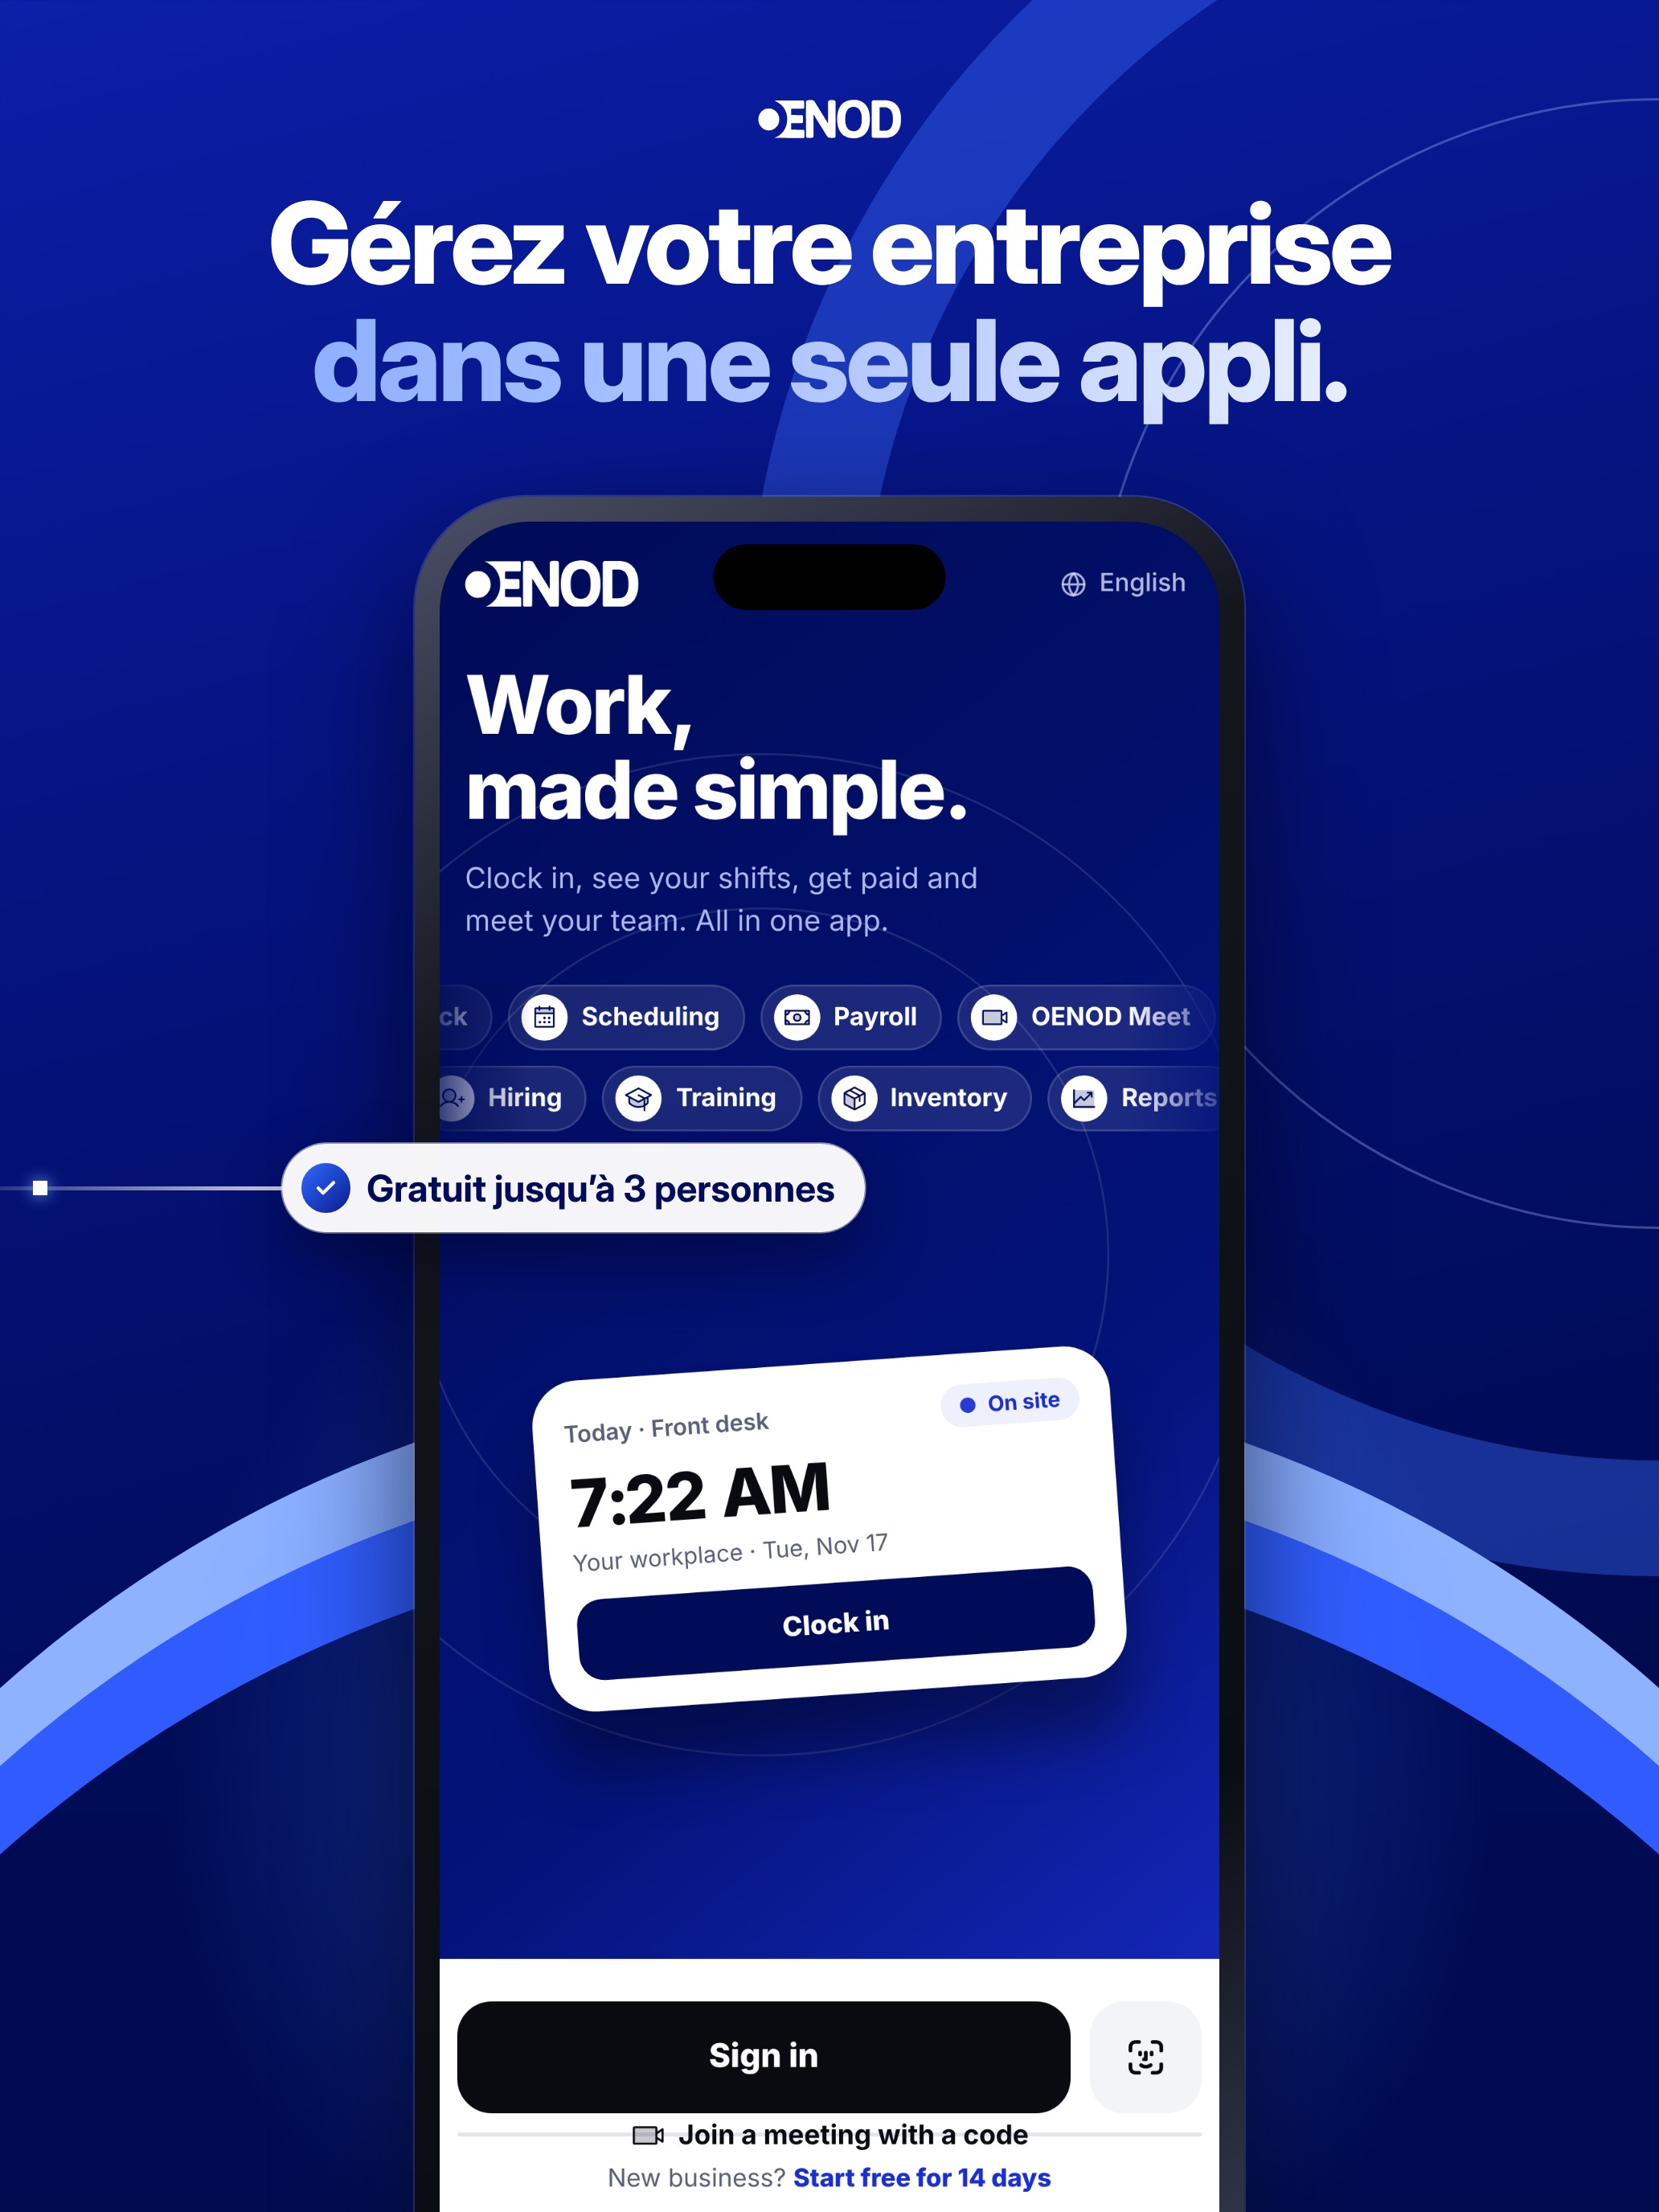 OENOD
Gérez votre entreprise
dans une seule appli.
OENOD
English
Work,
made simple.
Clock in, see your shifts, get paid and
meet your team. All in one app.
ck Scheduling Payroll OENOD Meet
Hiring Training Inventory Reports
Gratuit jusqu’à 3 personnes
On site
Today · Front desk
7:22 AM
Your workplace · Tue, Nov 17
Clock in
Sign in
Join a meeting with a code
New business? Start free for 14 days